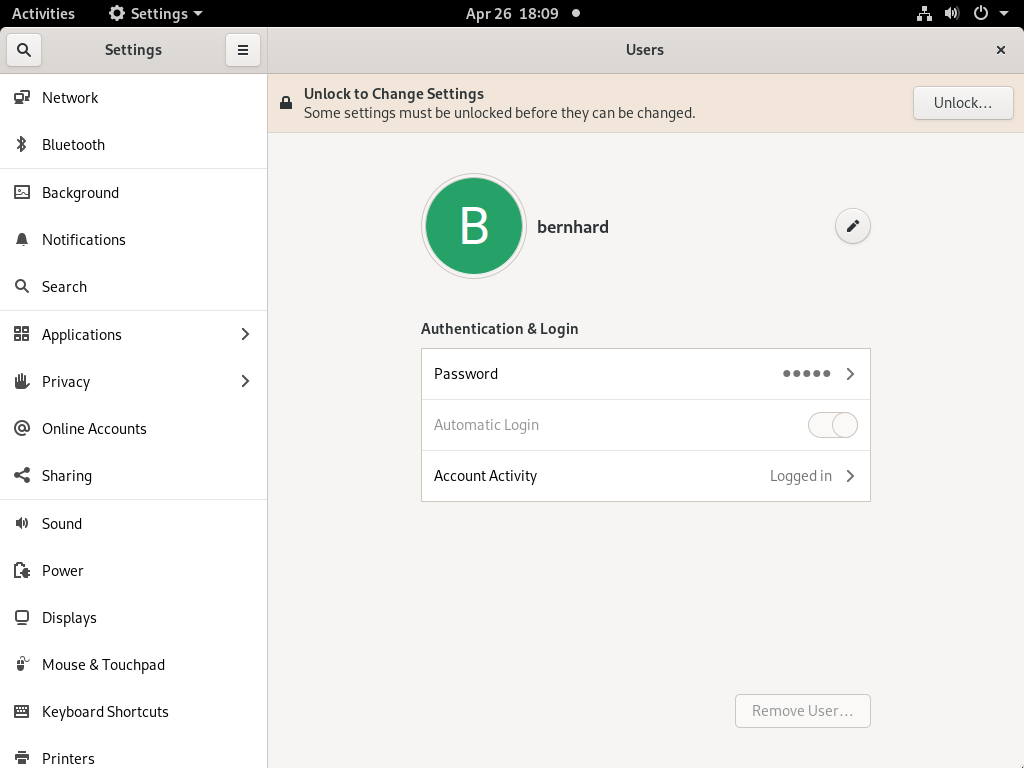 Activities
Settings
Apr 26 18:09
Settings
Users
Network
Bluetooth
Background
Notifications
Search
Applications
Privacy
Online Accounts
Sharing
Sound
Power
Displays
Mouse & Touchpad
Keyboard Shortcuts
Printers
Unlock to Change Settings
Some settings must be unlocked before they can be changed.
Unlock…
B
bernhard
Authentication & Login
Password
●●●●●
Automatic Login
Account Activity
Logged in
Remove User…